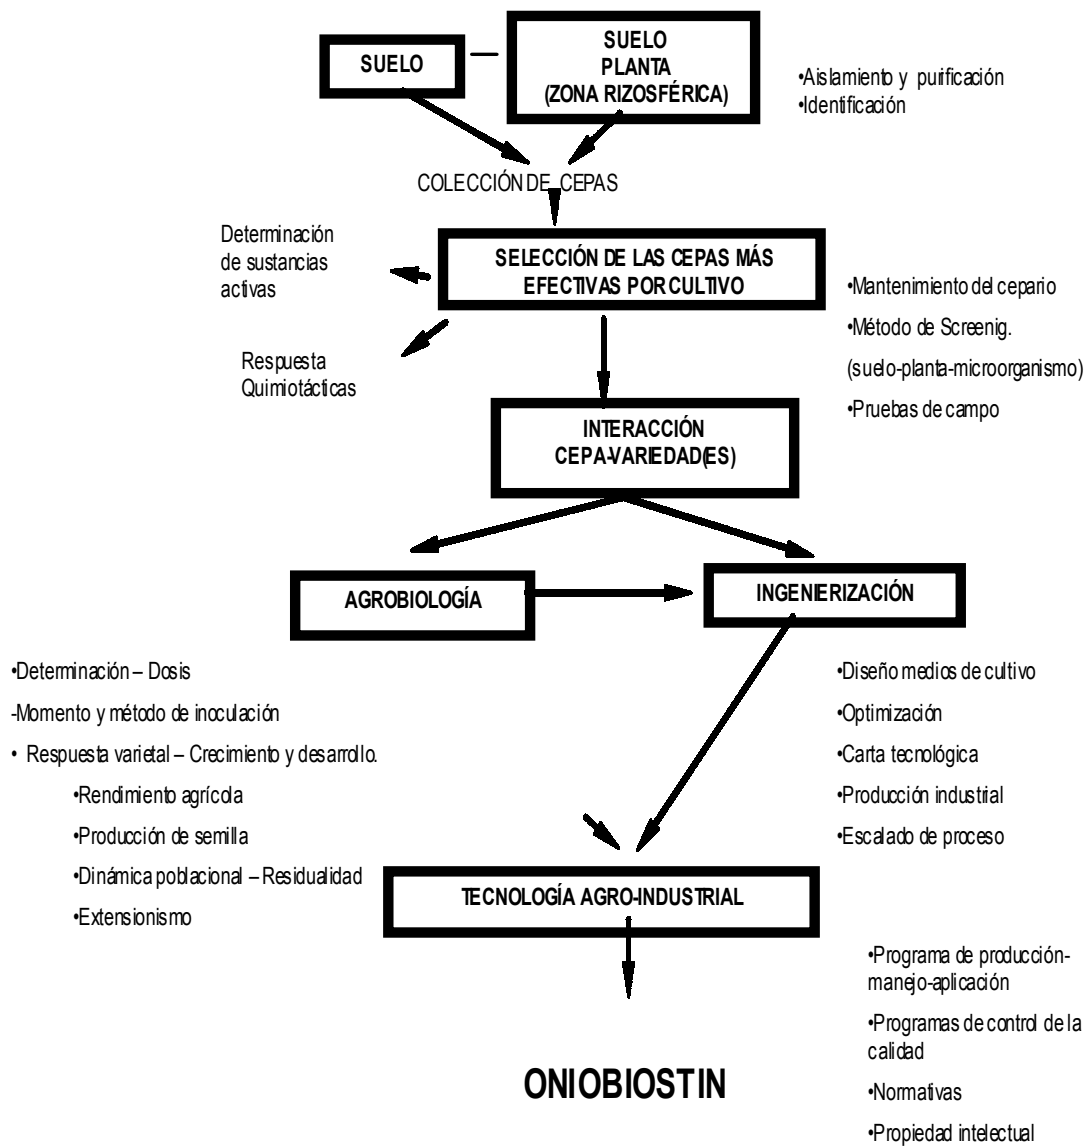 SUELO
SUELO
PLANTA
(ZONA RIZOSFÉRICA)
•Aislamiento y purificación
•Identificación
COLECCIÓN DE CEPAS
Determinación
de sustancias
activas
SELECCIÓN DE LAS CEPAS MÁS
EFECTIVAS POR CULTIVO
•Mantenimiento del cepario
•Método de Screenig.
(suelo-planta-microorganismo)
•Pruebas de campo
Respuesta
Quimiotácticas
INTERACCIÓN
CEPA-VARIEDAD(ES)
AGROBIOLOGÍA
INGENIERIZACIÓN
•Determinación – Dosis
-Momento y método de inoculación
• Respuesta varietal – Crecimiento y desarrollo.
•Rendimiento agrícola
•Producción de semilla
•Dinámica poblacional – Residualidad
•Extensionismo
•Diseño medios de cultivo
•Optimización
•Carta tecnológica
•Producción industrial
•Escalado de proceso
TECNOLOGÍA AGRO-INDUSTRIAL
•Programa de producción-
manejo-aplicación
•Programas de control de la
calidad
•Normativas
•Propiedad intelectual
ONIOBIOSTIN